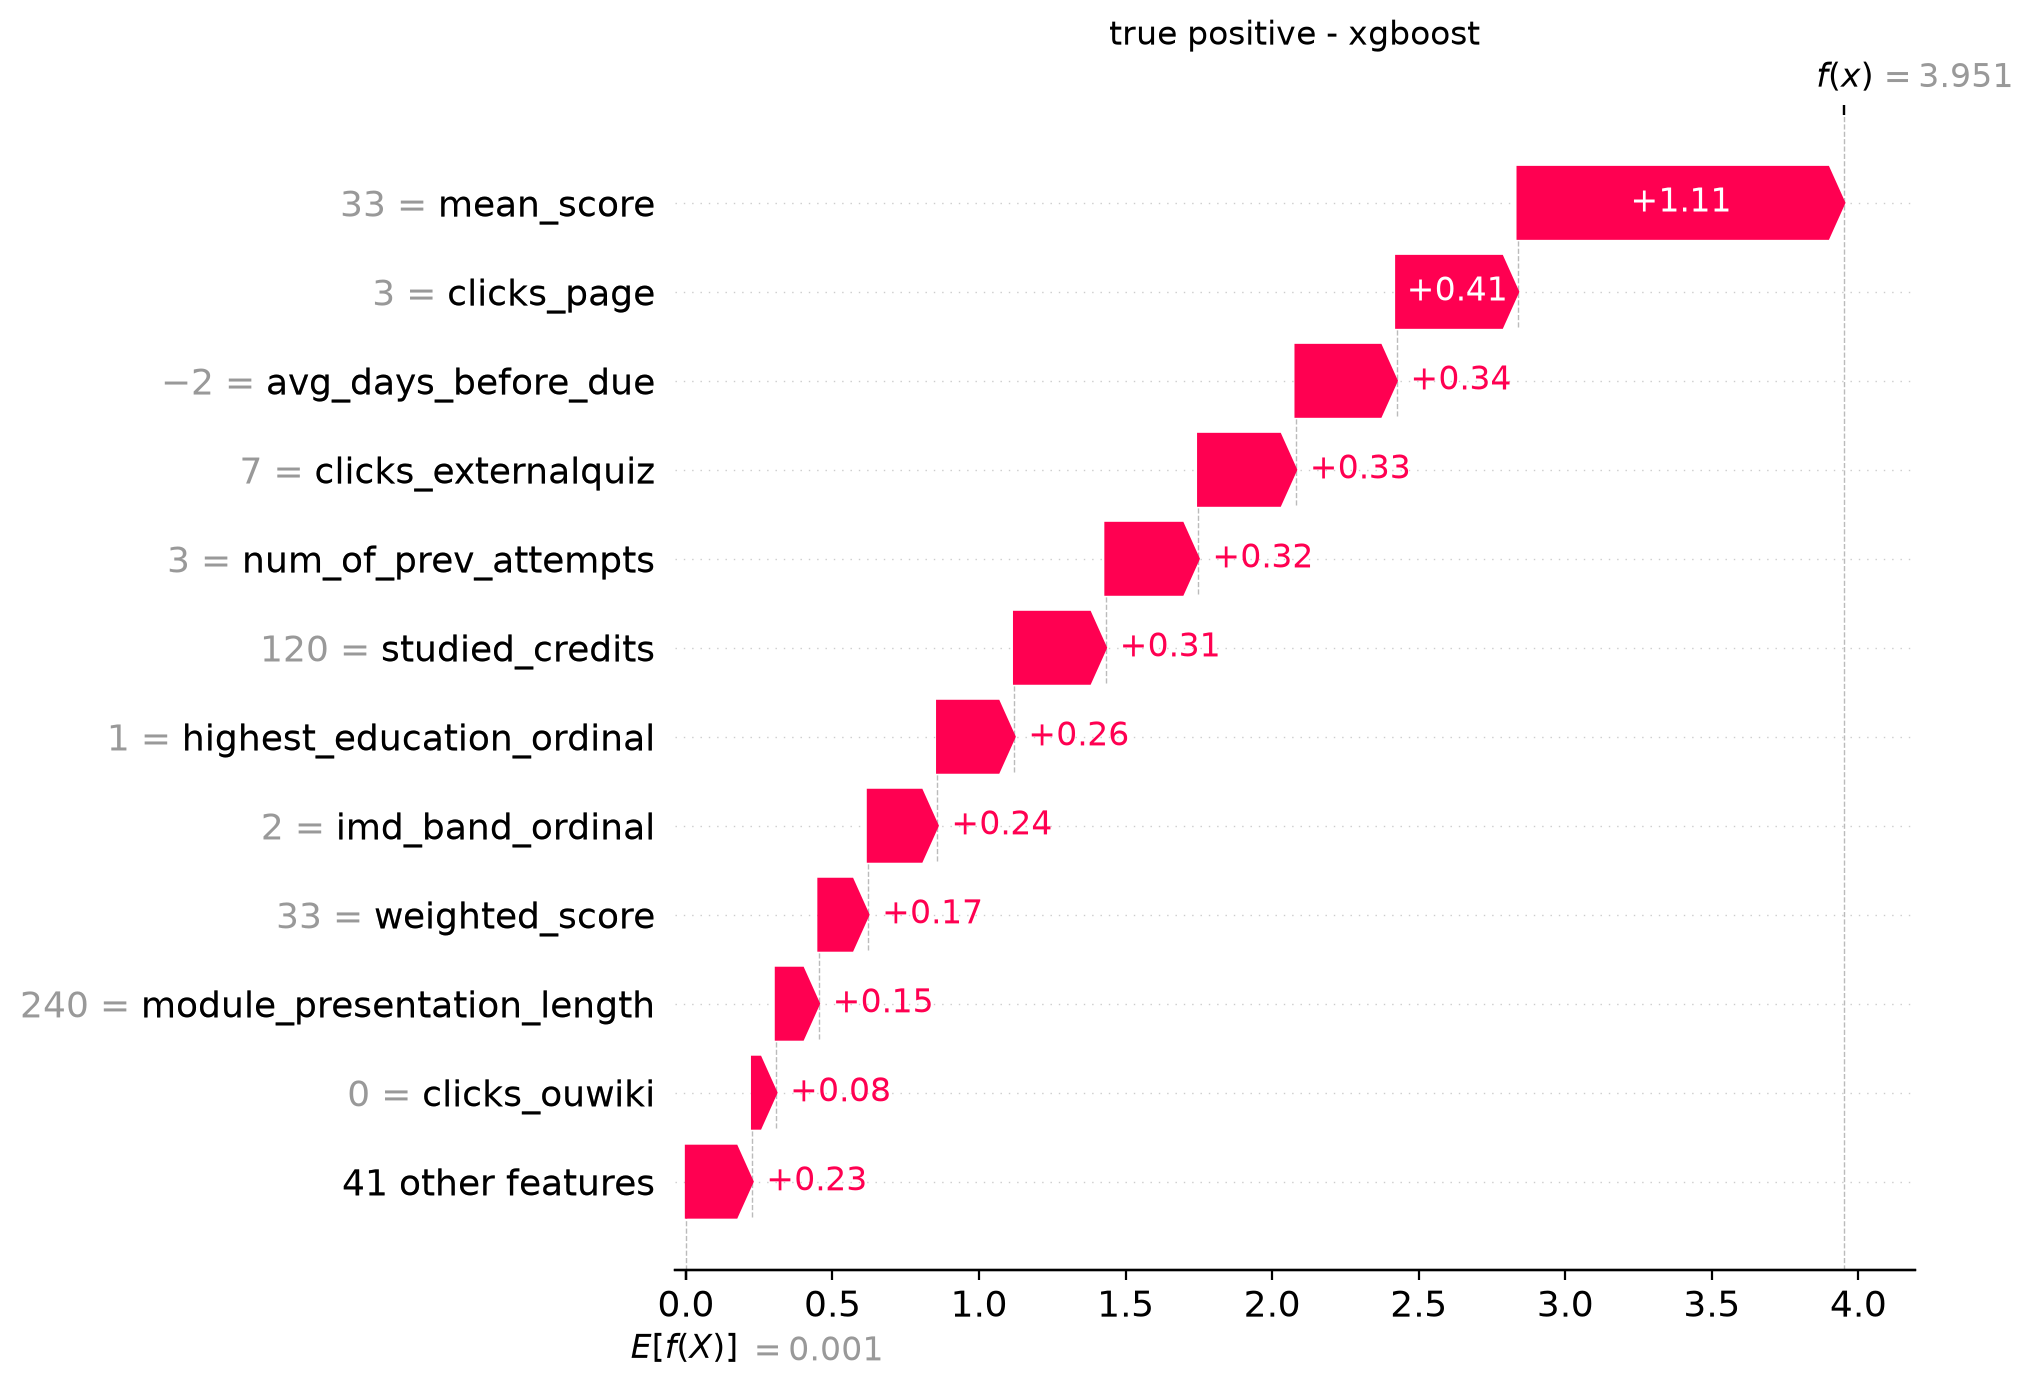 true positive - xgboost
f(x) = 3.951
33 = mean_score +1.11
3 = clicks_page +0.41
−2 = avg_days_before_due +0.34
7 = clicks_externalquiz +0.33
3 = num_of_prev_attempts +0.32
120 = studied_credits +0.31
1 = highest_education_ordinal +0.26
2 = imd_band_ordinal +0.24
33 = weighted_score +0.17
240 = module_presentation_length +0.15
0 = clicks_ouwiki +0.08
41 other features +0.23
0.0 0.5 1.0 1.5 2.0 2.5 3.0 3.5 4.0
E[f(X)] = 0.001